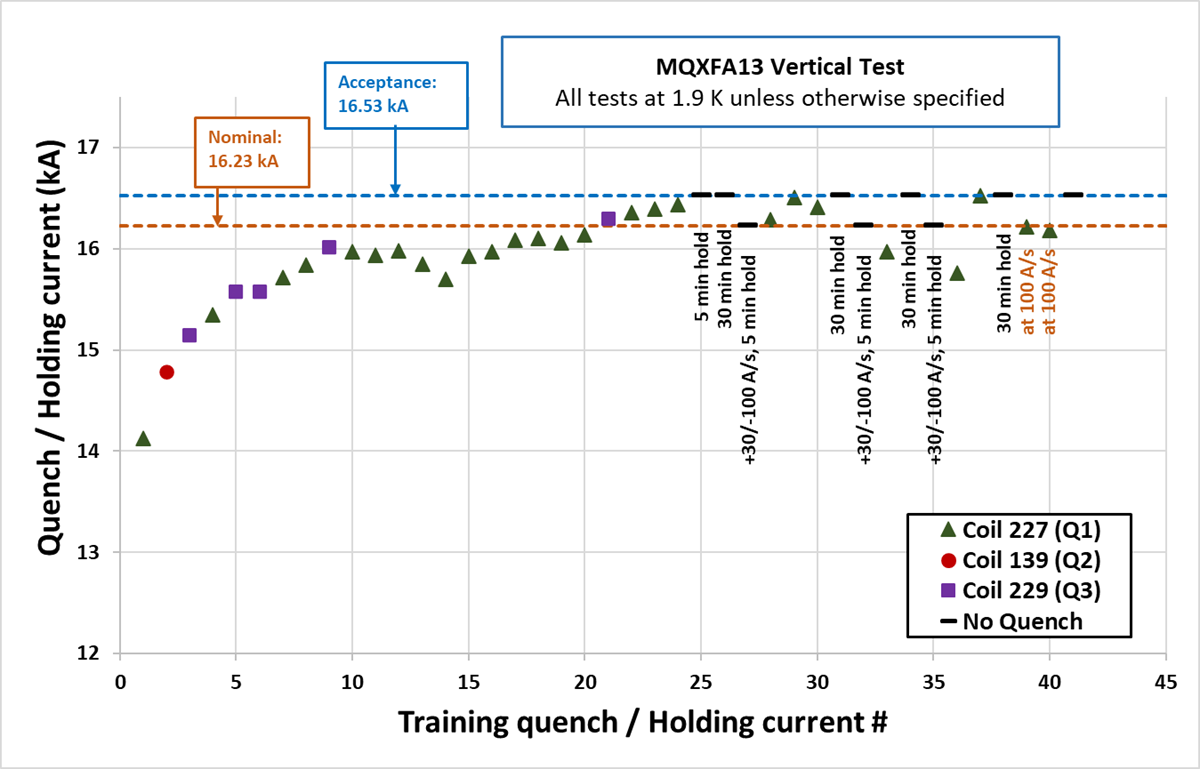 MQXFA13 Vertical Test
All tests at 1.9 K unless otherwise specified
Acceptance:
16.53 kA
Nominal:
16.23 kA
Quench / Holding current (kA)
17
16
15
14
13
12
5 min hold
30 min hold
+30/-100 A/s, 5 min hold
30 min hold
+30/-100 A/s, 5 min hold
30 min hold
+30/-100 A/s, 5 min hold
30 min hold
at 100 A/s
at 100 A/s
Coil 227 (Q1)
Coil 139 (Q2)
Coil 229 (Q3)
No Quench
0 5 10 15 20 25 30 35 40 45
Training quench / Holding current #